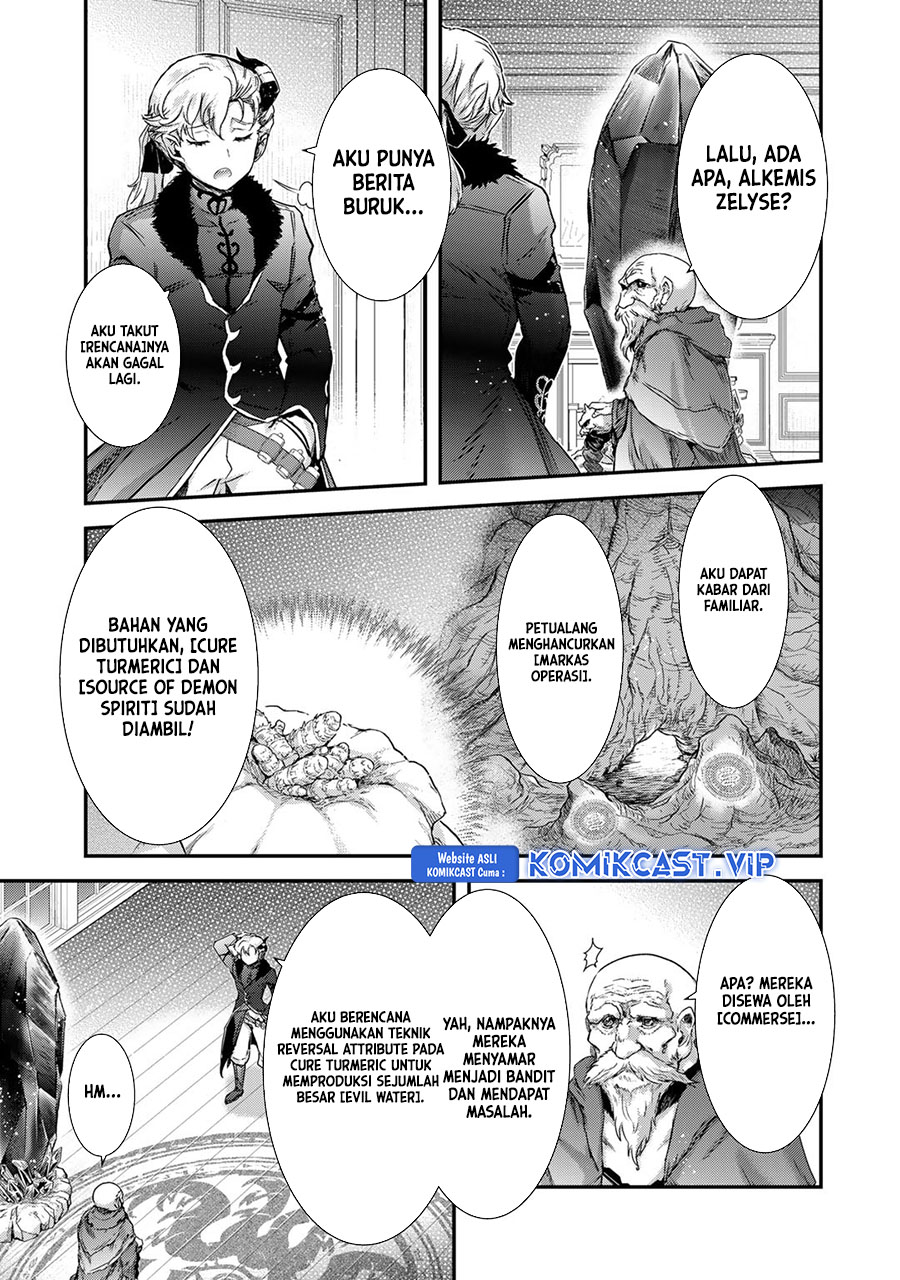 LALU, ADA
APA, ALKEMIS
ZELYSE?
AKU PUNYA
BERITA
BURUK...
AKU TAKUT
[RENCANA]NYA
AKAN GAGAL
LAGI.
AKU DAPAT
KABAR DARI
FAMILIAR.
PETUALANG
MENGHANCURKAN
[MARKAS
OPERASI].
BAHAN YANG
DIBUTUHKAN, [CURE
TURMERIC] DAN
[SOURCE OF DEMON
SPIRIT] SUDAH
DIAMBIL!
Website ASLI
KOMIKCAST Cuma :
KOMIKCAST.VIP
APA? MEREKA
DISEWA OLEH
[COMMERSE]...
YAH, NAMPAKNYA
MEREKA
MENYAMAR
MENJADI BANDIT
DAN MENDAPAT
MASALAH.
AKU BERENCANA
MENGGUNAKAN TEKNIK
REVERSAL ATTRIBUTE PADA
CURE TURMERIC UNTUK
MEMPRODUKSI SEJUMLAH
BESAR [EVIL WATER].
HM...